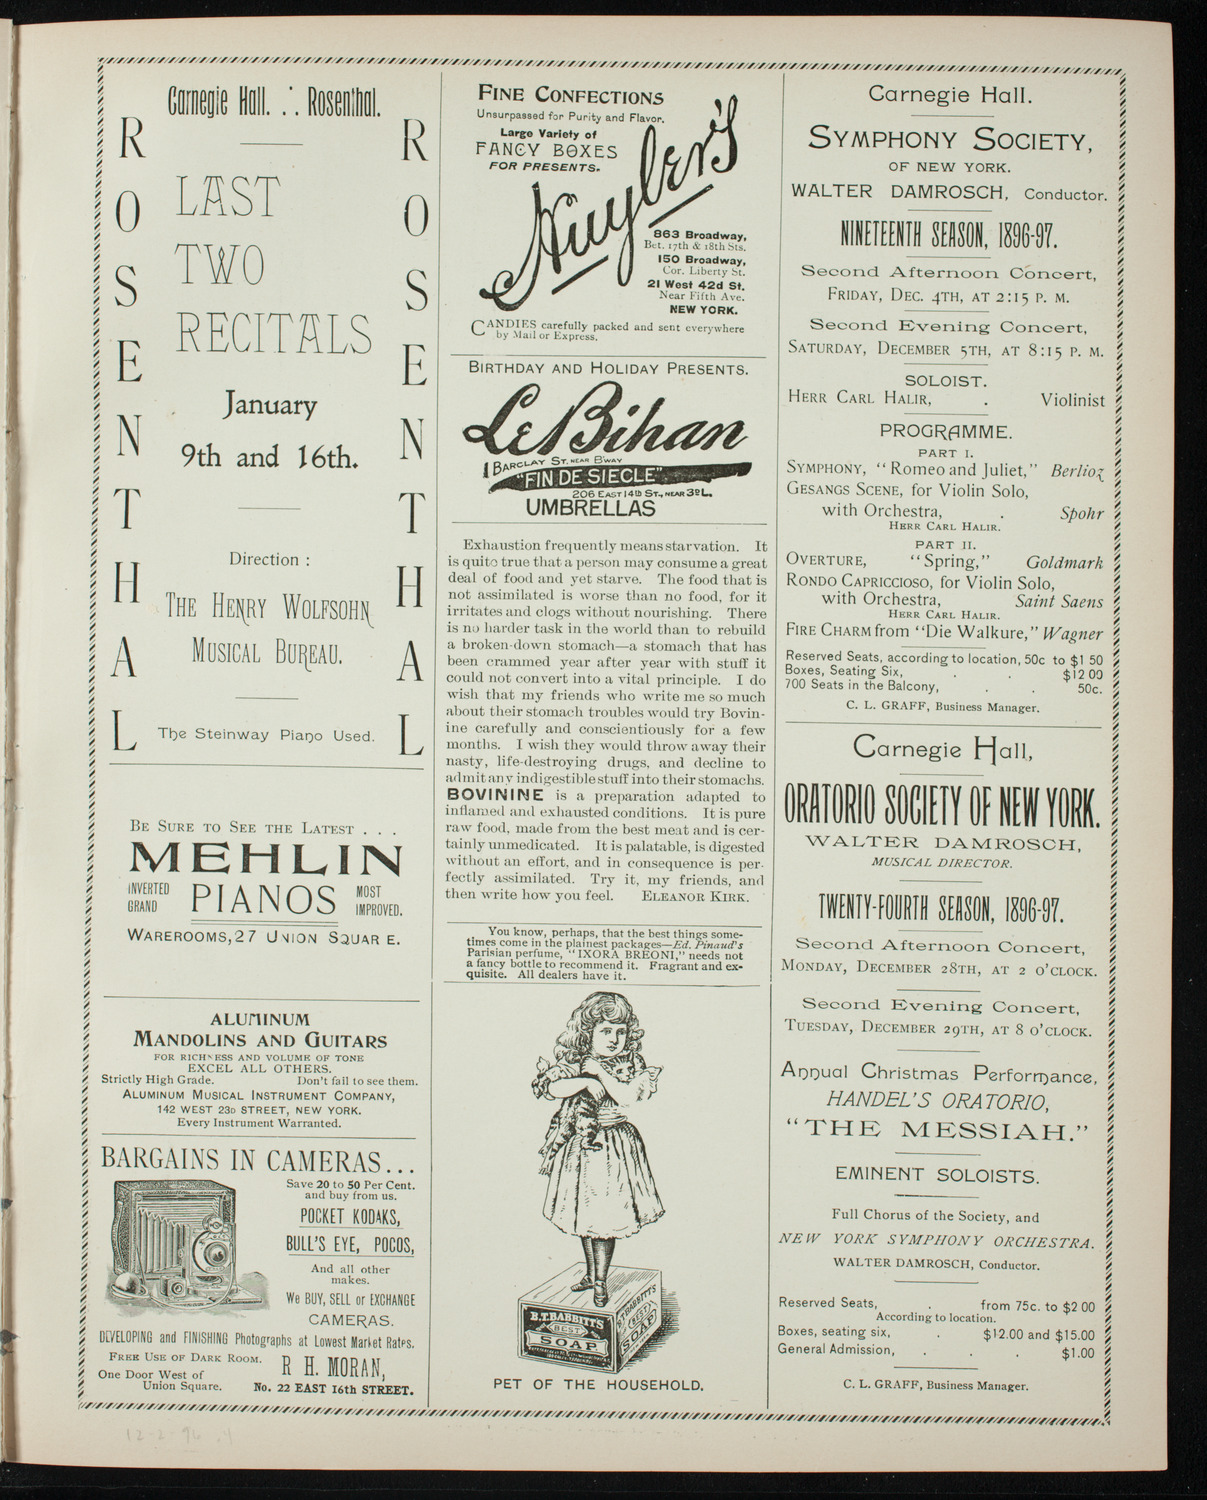 Carnegie Hall. ∴ Rosenthal.
ROSENTHAL
LAST
TWO
RECITALS
January
9th and 16th.
Direction :
THE HENRY WOLFSOHN
MUSICAL BUREAU.
The Steinway Piano Used.
ROSENTHAL
BE SURE TO SEE THE LATEST . . .
MEHLIN
INVERTED GRAND PIANOS MOST IMPROVED.
WAREROOMS, 27 UNION SQUARE.
ALUMINUM
MANDOLINS AND GUITARS
FOR RICHNESS AND VOLUME OF TONE
EXCEL ALL OTHERS.
Strictly High Grade. Don't fail to see them.
ALUMINUM MUSICAL INSTRUMENT COMPANY,
142 WEST 23D STREET, NEW YORK.
Every Instrument Warranted.
BARGAINS IN CAMERAS...
Save 20 to 50 Per Cent.
and buy from us.
POCKET KODAKS,
BULL'S EYE, POCOS,
And all other
makes.
We BUY, SELL or EXCHANGE
CAMERAS.
DEVELOPING and FINISHING Photographs at Lowest Market Rates.
FREE USE OF DARK ROOM.
One Door West of
Union Square.
R H. MORAN,
No. 22 EAST 16th STREET.
12-2-96
FINE CONFECTIONS
Unsurpassed for Purity and Flavor.
Large Variety of
FANCY BOXES
FOR PRESENTS.
Huyler's
863 Broadway,
Bet. 17th & 18th Sts.
150 Broadway,
Cor. Liberty St.
21 West 42d St.
Near Fifth Ave.
NEW YORK.
CANDIES carefully packed and sent everywhere
by Mail or Express.
BIRTHDAY AND HOLIDAY PRESENTS.
Le Bihan
1 BARCLAY ST. NEAR B'WAY
"FIN DE SIECLE"
206 EAST 14th ST., NEAR 3D L.
UMBRELLAS
Exhaustion frequently means starvation. It
is quite true that a person may consume a great
deal of food and yet starve. The food that is
not assimilated is worse than no food, for it
irritates and clogs without nourishing. There
is no harder task in the world than to rebuild
a broken-down stomach—a stomach that has
been crammed year after year with stuff it
could not convert into a vital principle. I do
wish that my friends who write me so much
about their stomach troubles would try Bovin-
ine carefully and conscientiously for a few
months. I wish they would throw away their
nasty, life-destroying drugs, and decline to
admit any indigestible stuff into their stomachs.
BOVININE is a preparation adapted to
inflamed and exhausted conditions. It is pure
raw food, made from the best meat and is cer-
tainly unmedicated. It is palatable, is digested
without an effort, and in consequence is per-
fectly assimilated. Try it, my friends, and
then write how you feel. ELEANOR KIRK.
You know, perhaps, that the best things some-
times come in the plainest packages—Ed. Pinaud's
Parisian perfume, "IXORA BREONI," needs not
a fancy bottle to recommend it. Fragrant and ex-
quisite. All dealers have it.
B.T. BABBITT'S
BEST
SOAP
B.T. BABBITT'S
BEST
SOAP
PET OF THE HOUSEHOLD.
Carnegie Hall.
SYMPHONY SOCIETY,
OF NEW YORK.
WALTER DAMROSCH, Conductor.
NINETEENTH SEASON, 1896-97.
Second Afternoon Concert,
FRIDAY, DEC. 4TH, AT 2:15 P. M.
Second Evening Concert,
SATURDAY, DECEMBER 5TH, AT 8:15 P. M.
SOLOIST.
HERR CARL HALIR, . Violinist
PROGRAMME.
PART I.
SYMPHONY, "Romeo and Juliet," Berlioz
GESANGS SCENE, for Violin Solo,
with Orchestra, . Spohr
HERR CARL HALIR.
PART II.
OVERTURE, "Spring," Goldmark
RONDO CAPRICCIOSO, for Violin Solo,
with Orchestra, Saint Saens
HERR CARL HALIR.
FIRE CHARM from "Die Walkure," Wagner
Reserved Seats, according to location, 50c to $1 50
Boxes, Seating Six, . . $12 00
700 Seats in the Balcony, . . 50c.
C. L. GRAFF, Business Manager.
Carnegie Hall,
ORATORIO SOCIETY OF NEW YORK.
WALTER DAMROSCH,
MUSICAL DIRECTOR.
TWENTY-FOURTH SEASON, 1896-97.
Second Afternoon Concert,
MONDAY, DECEMBER 28TH, AT 2 O'CLOCK.
Second Evening Concert,
TUESDAY, DECEMBER 29TH, AT 8 O'CLOCK.
Annual Christmas Performance,
HANDEL'S ORATORIO,
"THE MESSIAH."
EMINENT SOLOISTS.
Full Chorus of the Society, and
NEW YORK SYMPHONY ORCHESTRA.
WALTER DAMROSCH, Conductor.
Reserved Seats, . from 75c. to $2 00
According to location.
Boxes, seating six, . $12.00 and $15.00
General Admission, . . . $1.00
C. L. GRAFF, Business Manager.